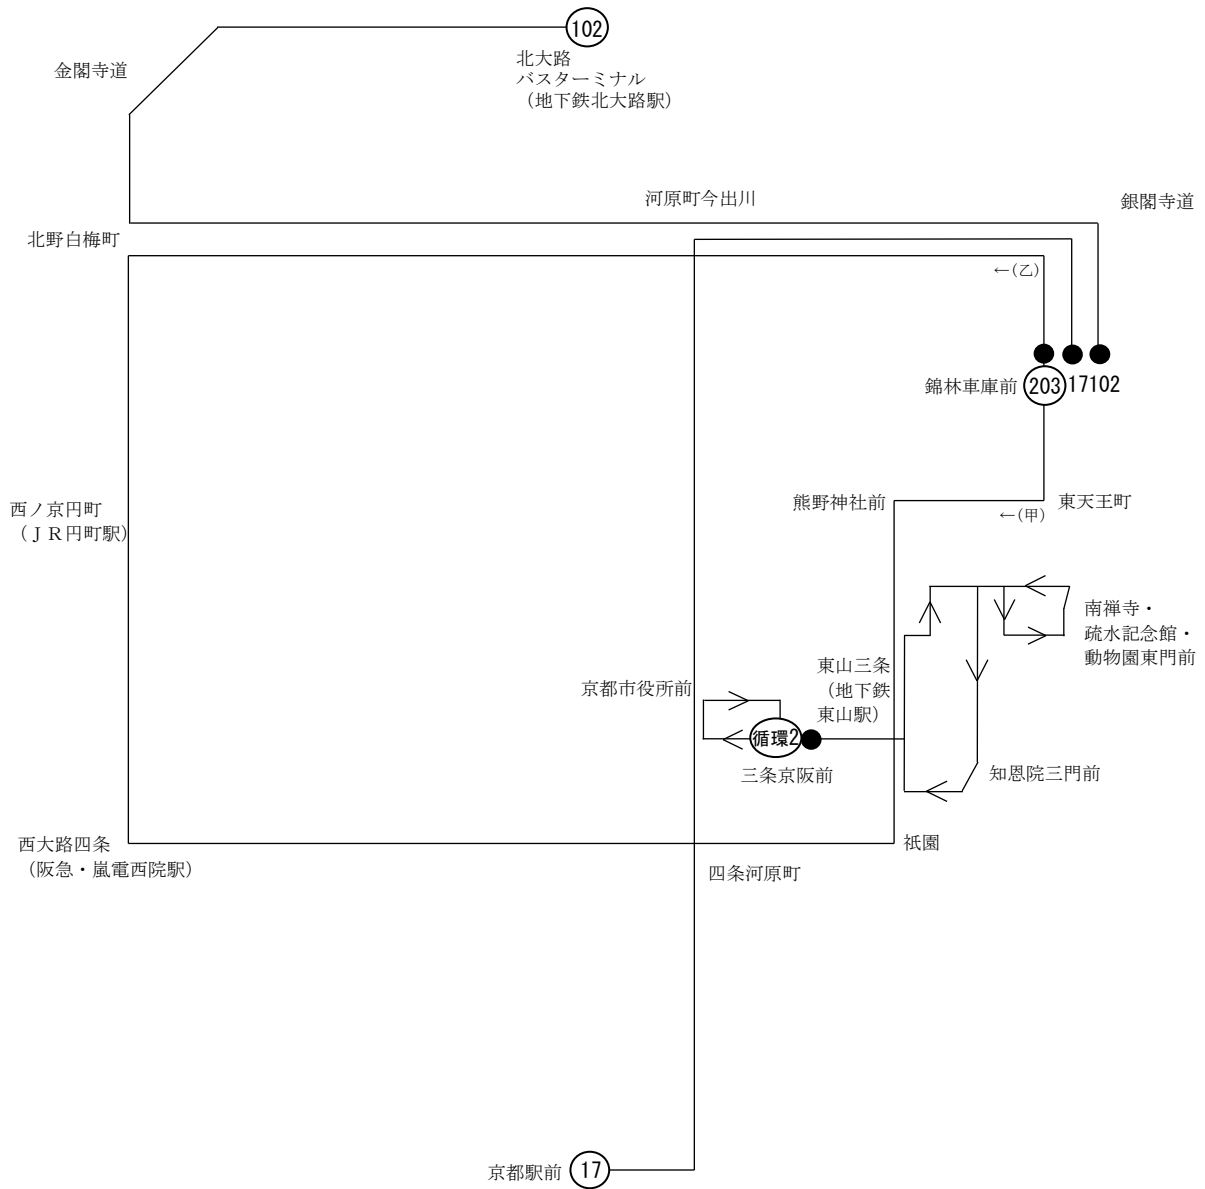 102
北大路
バスターミナル
（地下鉄北大路駅）
金閣寺道
河原町今出川
銀閣寺道
北野白梅町
←(乙)
錦林車庫前
203
17
102
西ノ京円町
（ＪＲ円町駅）
熊野神社前
東天王町
←(甲)
南禅寺・
疏水記念館・
動物園東門前
東山三条
（地下鉄
東山駅）
京都市役所前
循環2
三条京阪前
知恩院三門前
西大路四条
（阪急・嵐電西院駅）
祇園
四条河原町
京都駅前
17